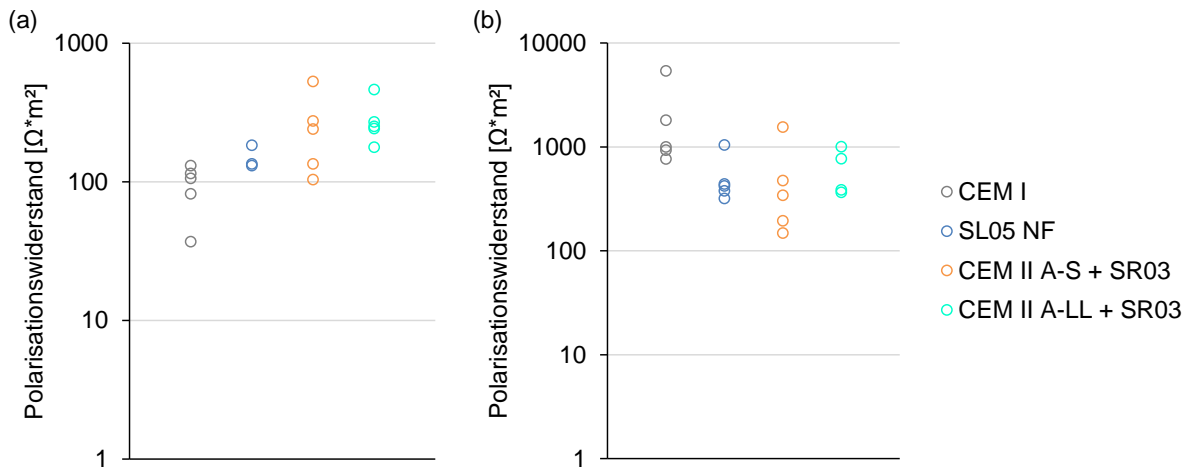 (a)
Polarisationswiderstand [Ω*m²]
1000
100
10
1
(b)
Polarisationswiderstand [Ω*m²]
10000
1000
100
10
1
CEM I
SL05 NF
CEM II A-S + SR03
CEM II A-LL + SR03